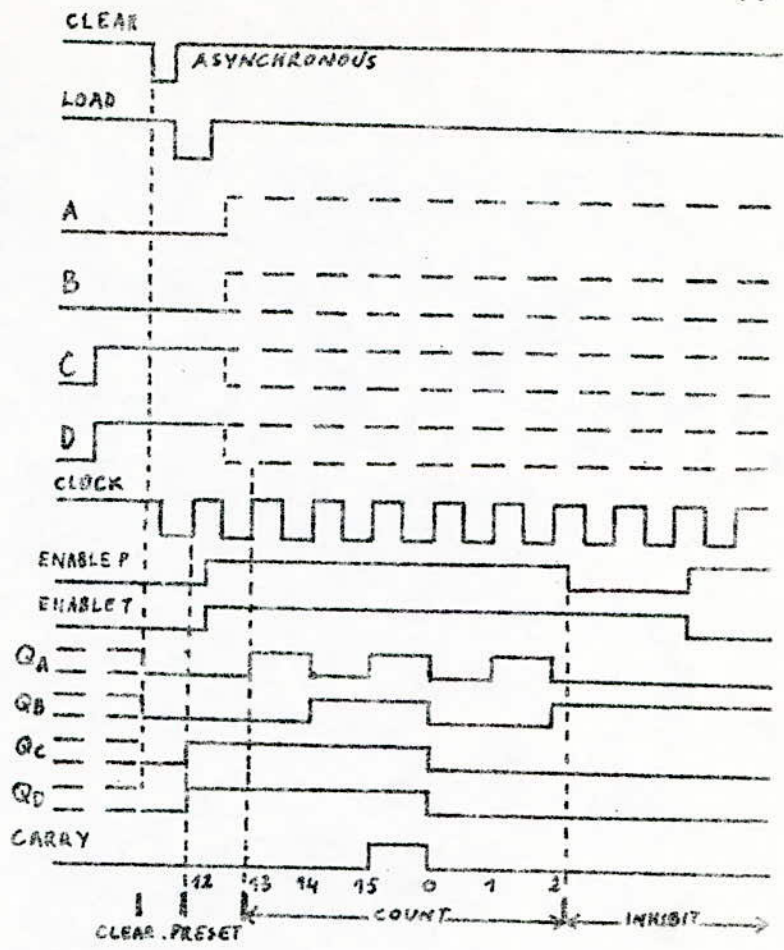 CLEAR
ASYNCHRONOUS
LOAD
A
B
C
D
CLOCK
ENABLE P
ENABLE T
QA
QB
QC
QD
CARRY
12 13 14 15 0 1 2
CLEAR. PRESET COUNT INHIBIT